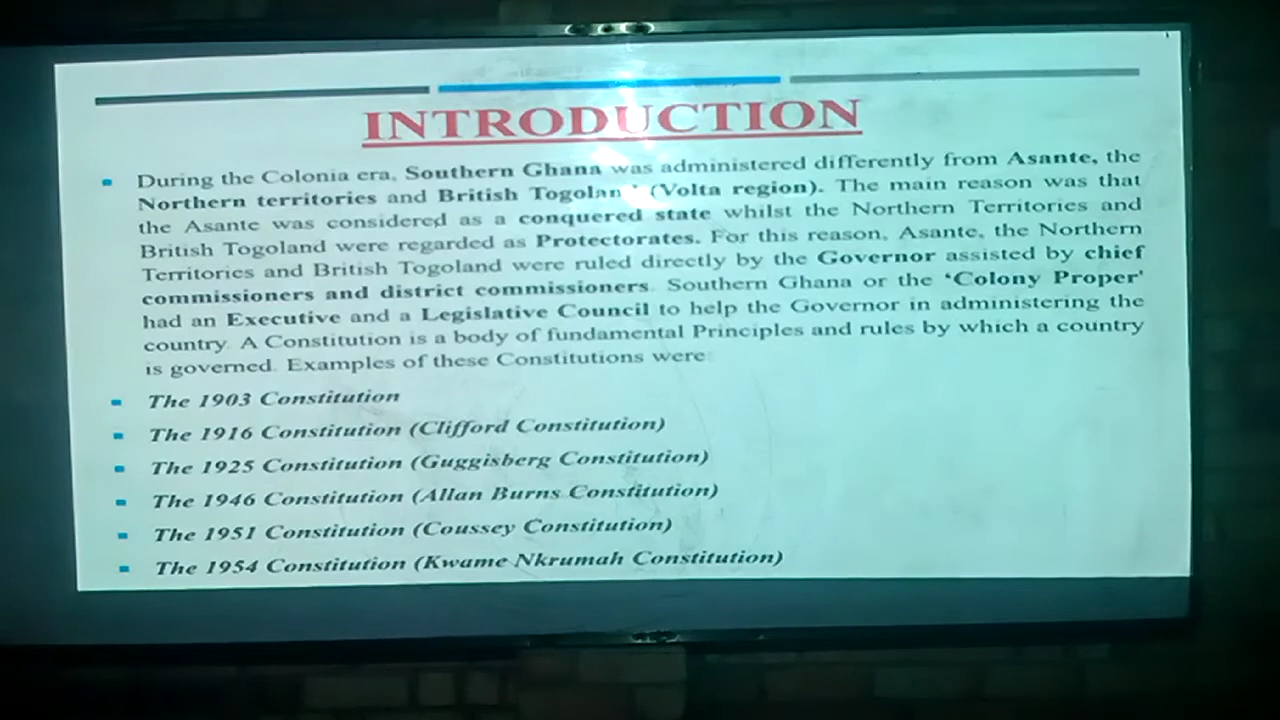 INTRODUCTION
During the Colonia era, Southern Ghana was administered differently from Asante, the
Northern territories and British Togolan (Volta region). The main reason was that
the Asante was considered as a conquered state whilst the Northern Territories and
British Togoland were regarded as Protectorates. For this reason, Asante, the Northern
Territories and British Togoland were ruled directly by the Governor assisted by chief
commissioners and district commissioners. Southern Ghana or the ‘Colony Proper'
had an Executive and a Legislative Council to help the Governor in administering the
country. A Constitution is a body of fundamental Principles and rules by which a country
is governed. Examples of these Constitutions were:
The 1903 Constitution
The 1916 Constitution (Clifford Constitution)
The 1925 Constitution (Guggisberg Constitution)
The 1946 Constitution (Allan Burns Constitution)
The 1951 Constitution (Coussey Constitution)
The 1954 Constitution (Kwame Nkrumah Constitution)